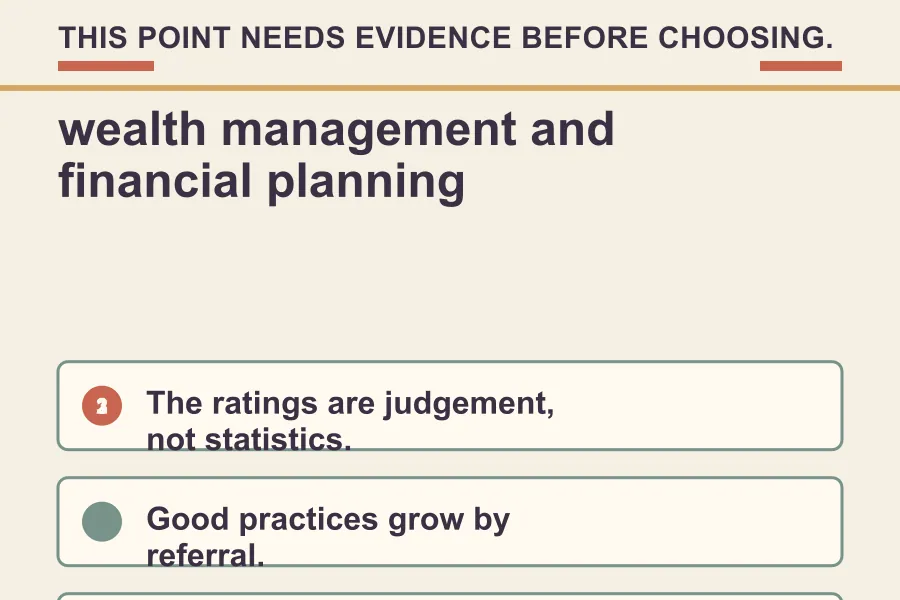 THIS POINT NEEDS EVIDENCE BEFORE CHOOSING.
wealth management and
financial planning
The ratings are judgement,
not statistics.
Good practices grow by
referral.